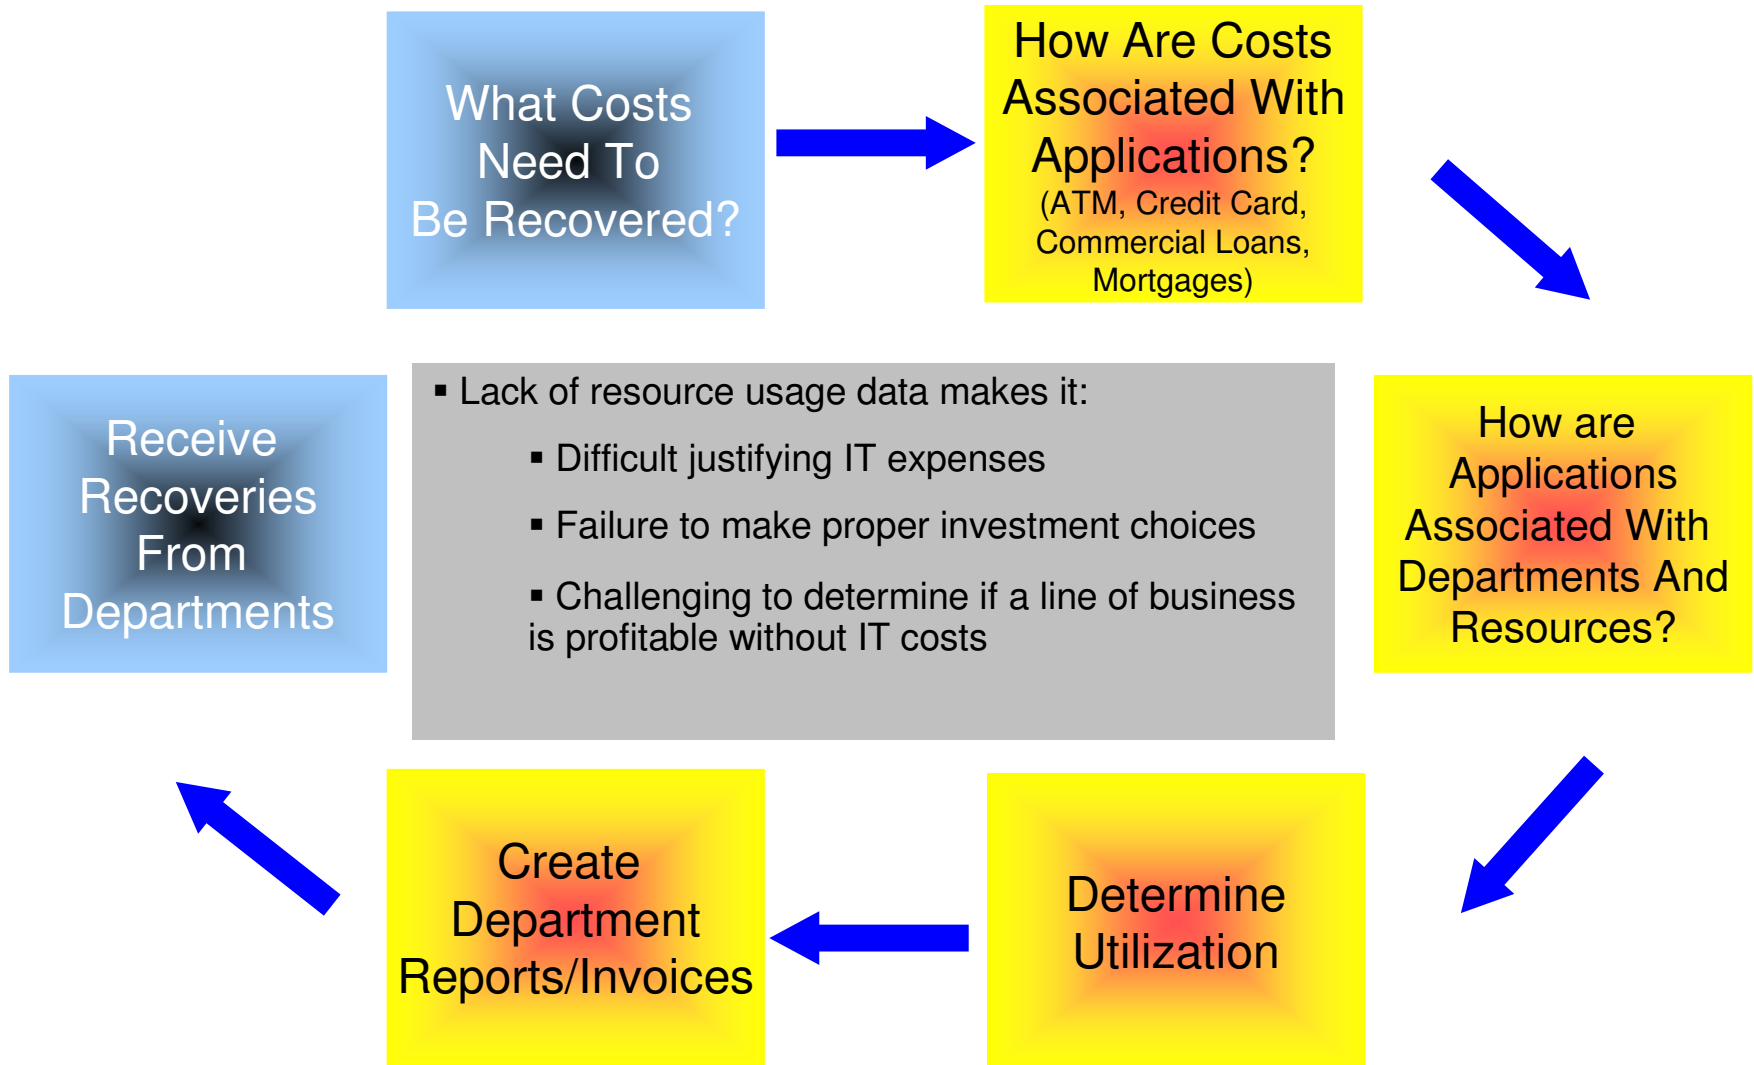 What Costs
Need To
Be Recovered?
How Are Costs
Associated With
Applications?
(ATM, Credit Card,
Commercial Loans,
Mortgages)
Receive
Recoveries
From
Departments
▪ Lack of resource usage data makes it:
▪ Difficult justifying IT expenses
▪ Failure to make proper investment choices
▪ Challenging to determine if a line of business
is profitable without IT costs
How are
Applications
Associated With
Departments And
Resources?
Create
Department
Reports/Invoices
Determine
Utilization